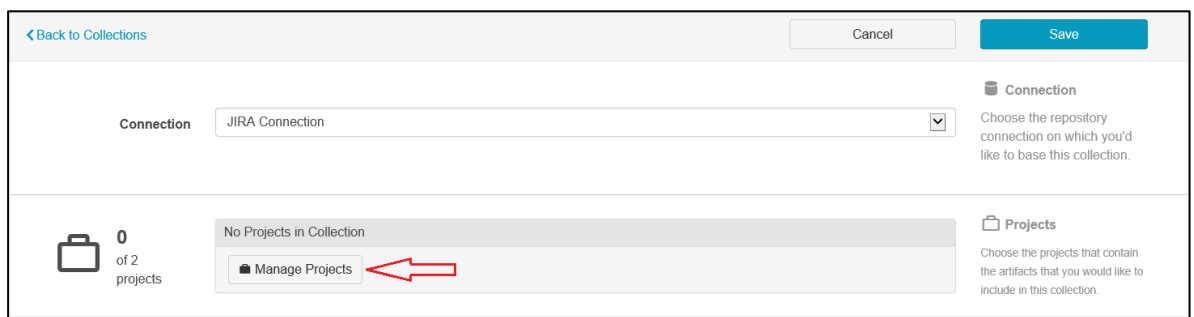 Back to Collections
Cancel
Save
Connection
JIRA Connection
Connection
Choose the repository
connection on which you'd
like to base this collection.
0
of 2
projects
No Projects in Collection
Manage Projects
Projects
Choose the projects that contain
the artifacts that you would like to
include in this collection.